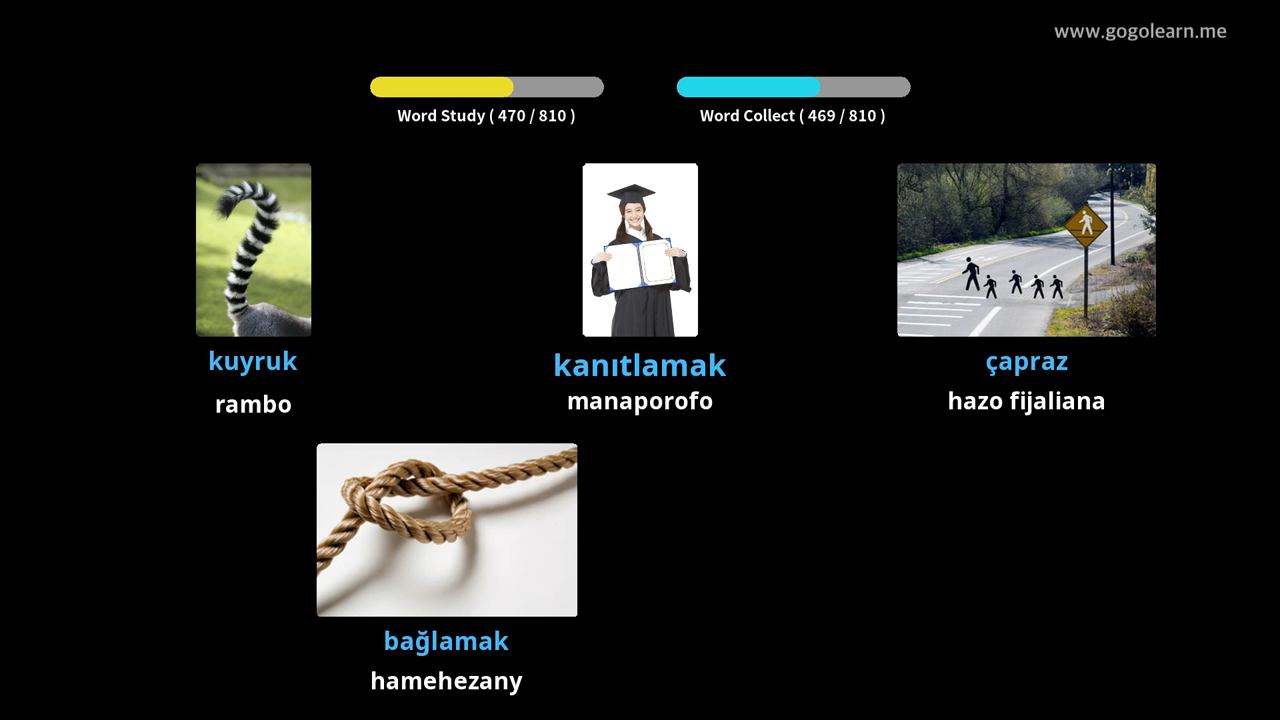 www.gogolearn.me
Word Study ( 470 / 810 )
Word Collect ( 469 / 810 )
kuyruk
rambo
kanıtlamak
manaporofo
çapraz
hazo fijaliana
bağlamak
hamehezany